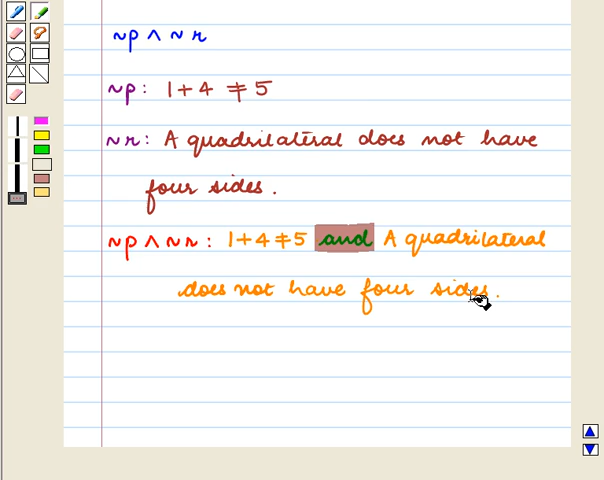 ~p ∧ ~r
~p: 1+4 ≠ 5
~r: A quadrilateral does not have
four sides.
~p ∧ ~r: 1+4 ≠ 5 and A quadrilateral
does not have four sides.